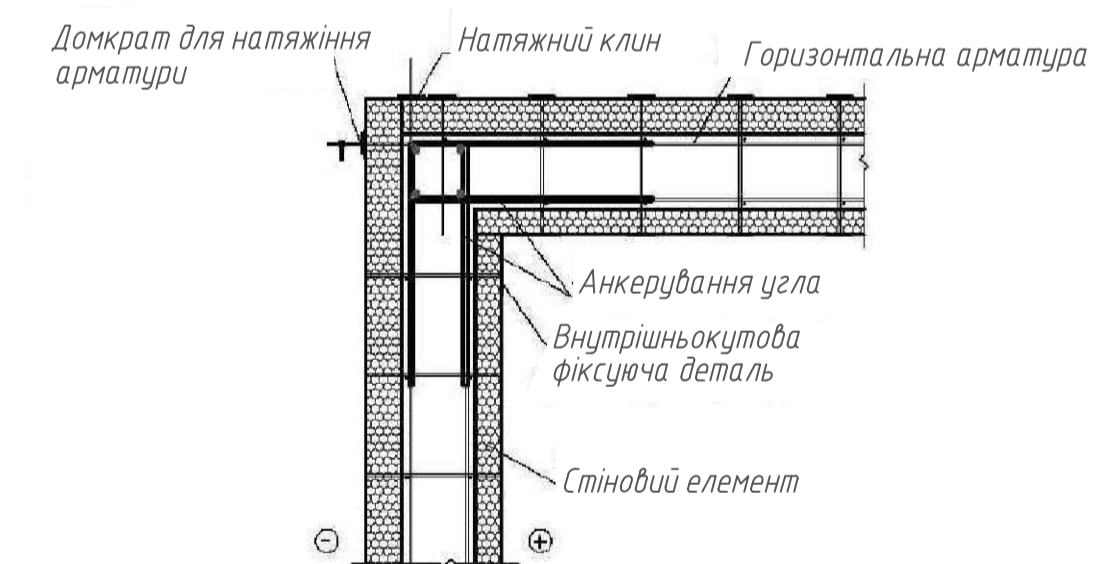 Домкрат для натяжіння
арматури
Натяжний клин
Горизонтальна арматура
Анкерування угла
Внутрішньокутова
фіксуюча деталь
Стіновий елемент
- +